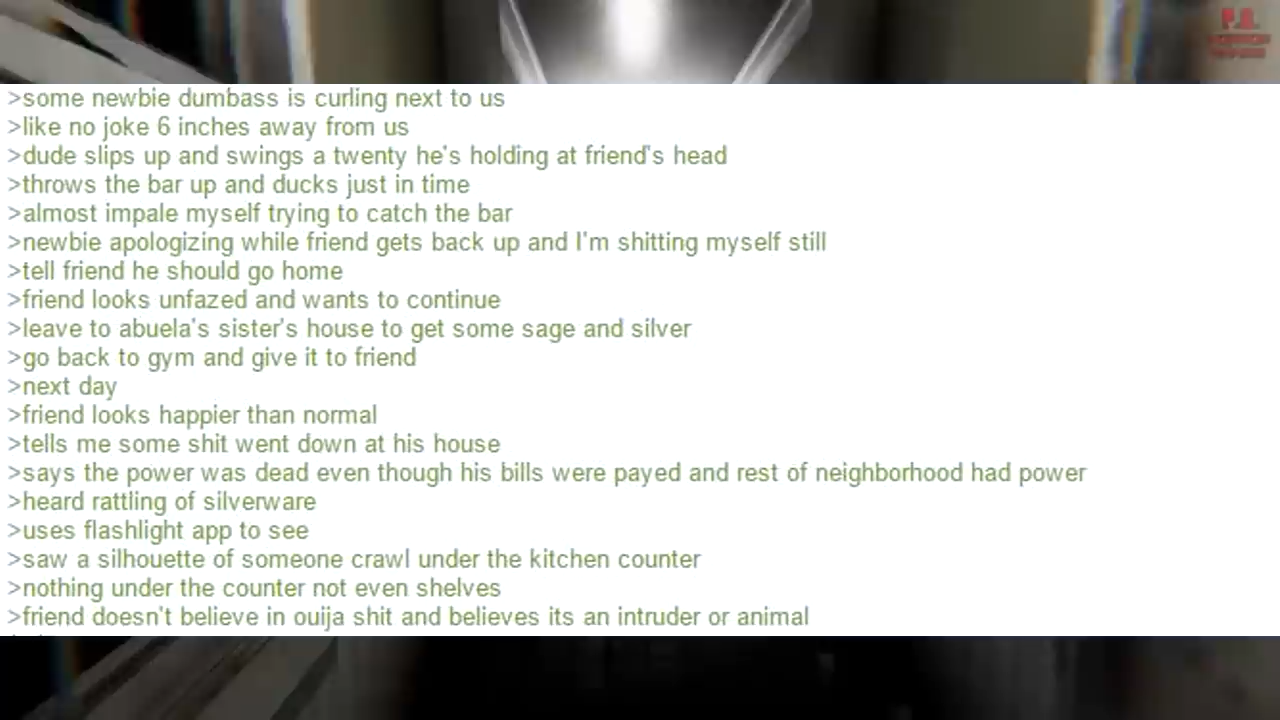 >some newbie dumbass is curling next to us
>like no joke 6 inches away from us
>dude slips up and swings a twenty he's holding at friend's head
>throws the bar up and ducks just in time
>almost impale myself trying to catch the bar
>newbie apologizing while friend gets back up and I'm shitting myself still
>tell friend he should go home
>friend looks unfazed and wants to continue
>leave to abuela's sister's house to get some sage and silver
>go back to gym and give it to friend
>next day
>friend looks happier than normal
>tells me some shit went down at his house
>says the power was dead even though his bills were payed and rest of neighborhood had power
>heard rattling of silverware
>uses flashlight app to see
>saw a silhouette of someone crawl under the kitchen counter
>nothing under the counter not even shelves
>friend doesn't believe in ouija shit and believes its an intruder or animal